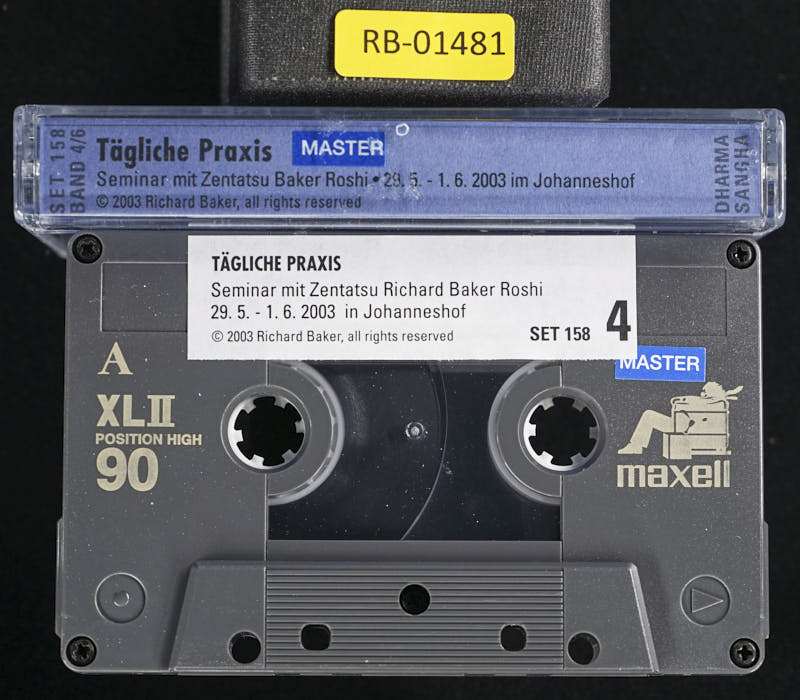 RB-01481
SET 158
BAND 4/6
Tägliche Praxis MASTER
Seminar mit Zentatsu Baker Roshi • 29. 5. - 1. 6. 2003 im Johanneshof
© 2003 Richard Baker, all rights reserved
DHARMA
SANGHA
TÄGLICHE PRAXIS
Seminar mit Zentatsu Richard Baker Roshi
29. 5. - 1. 6. 2003 in Johanneshof
© 2003 Richard Baker, all rights reserved
SET 158 4
MASTER
A
XLII
POSITION HIGH
90
maxell